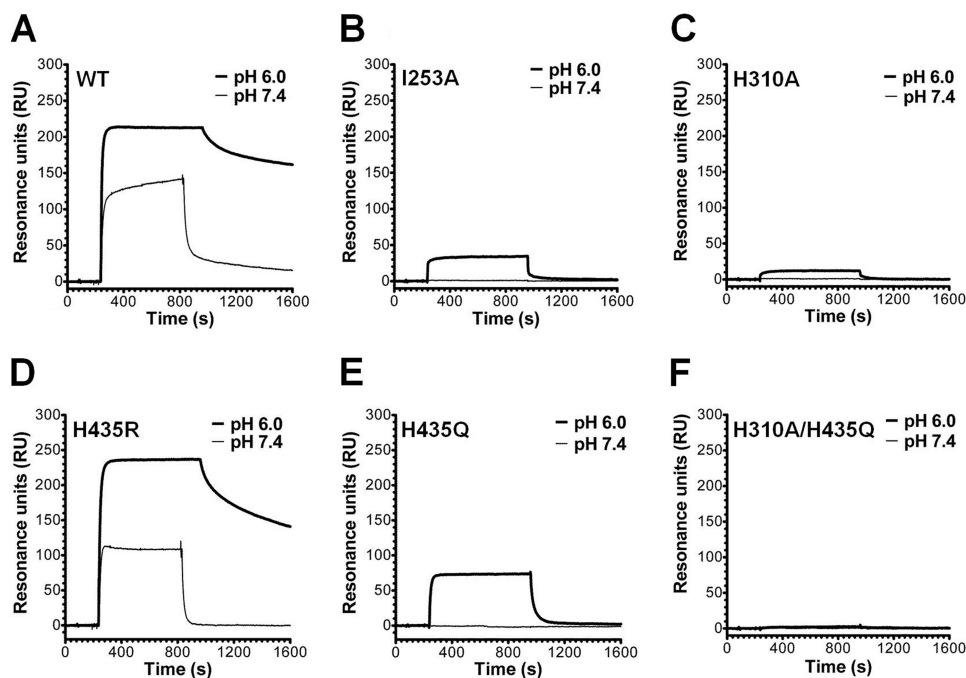 A
WT
pH 6.0
pH 7.4
Resonance units (RU)
300
250
200
150
100
50
0
0 400 800 1200 1600
Time (s)
B
I253A
pH 6.0
pH 7.4
Resonance units (RU)
300
250
200
150
100
50
0
0 400 800 1200 1600
Time (s)
C
H310A
pH 6.0
pH 7.4
Resonance units (RU)
300
250
200
150
100
50
0
0 400 800 1200 1600
Time (s)
D
H435R
pH 6.0
pH 7.4
Resonance units (RU)
300
250
200
150
100
50
0
0 400 800 1200 1600
Time (s)
E
H435Q
pH 6.0
pH 7.4
Resonance units (RU)
300
250
200
150
100
50
0
0 400 800 1200 1600
Time (s)
F
H310A/H435Q
pH 6.0
pH 7.4
Resonance units (RU)
300
250
200
150
100
50
0
0 400 800 1200 1600
Time (s)